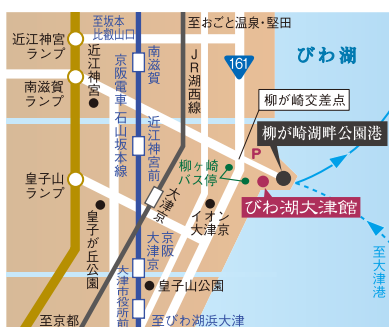 至坂本
比叡山口
至おごと温泉・堅田
近江神宮
ランプ
近江神宮
南滋賀
京阪電車 石山坂本線
JR湖西線
161
びわ湖
南滋賀
ランプ
近江神宮前
柳が崎交差点
柳が崎湖畔公園港
P
柳ヶ崎
バス停
びわ湖大津館
皇子山
ランプ
大津京
イオン
大津京
皇子が丘公園
京阪
大津京
皇子山公園
大津市役所前
至大津港
至京都
至びわ湖浜大津